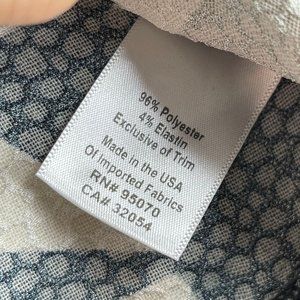 96% Polyester
4% Elastin
Exclusive of Trim
Made in the USA
Of Imported Fabrics
RN# 95070
CA# 32054